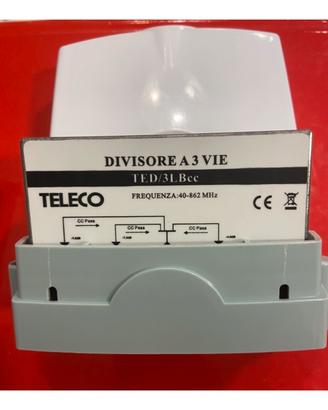 DIVISORE A 3 VIE
TED/3LBcc
TELECO
FREQUENZA:40-862 MHz
CE
CC Pass
CC Pass
CC Pass